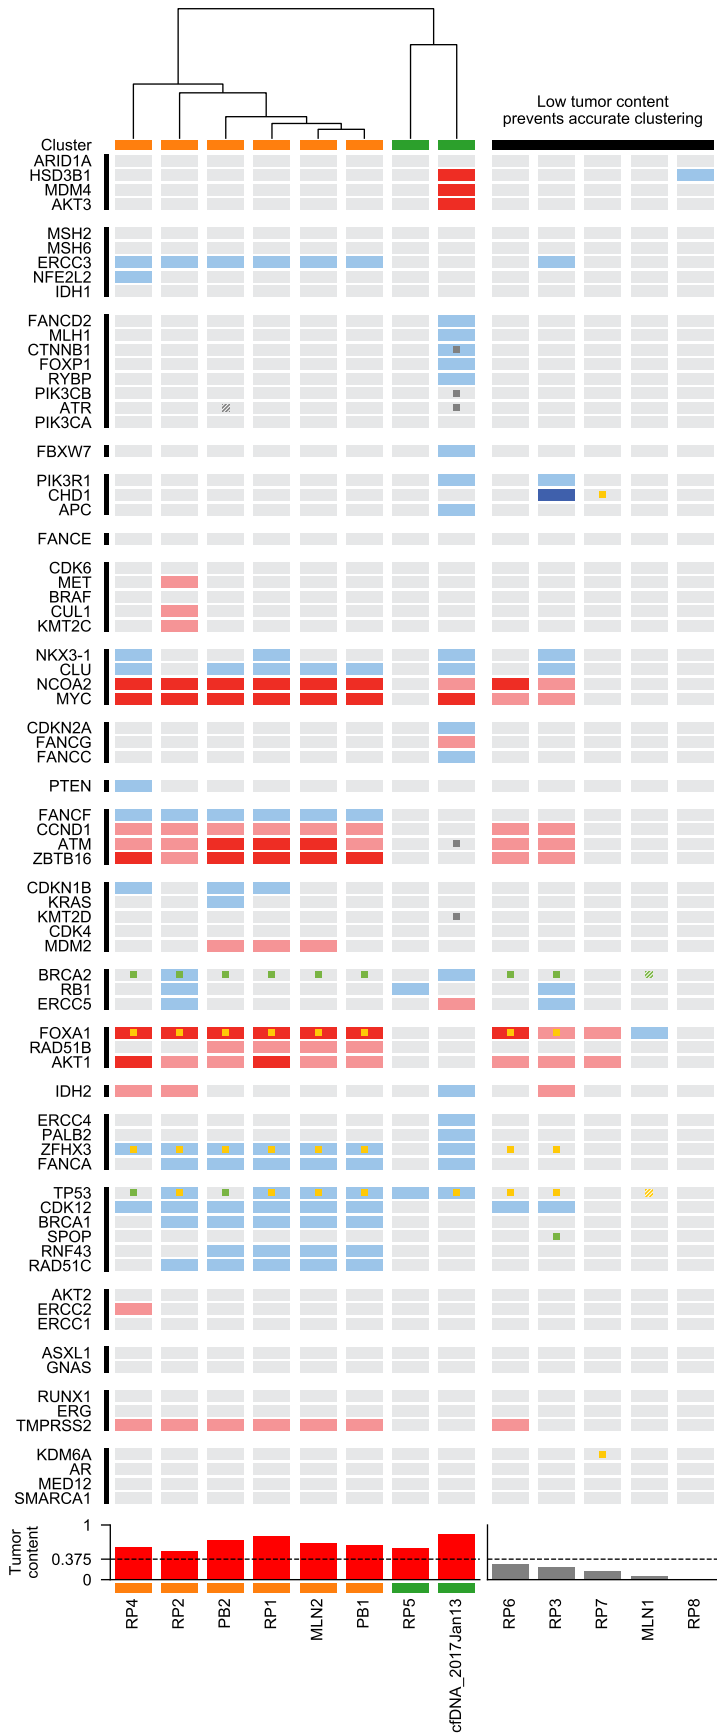 Low tumor content
prevents accurate clustering
Cluster
ARID1A
HSD3B1
MDM4
AKT3
MSH2
MSH6
ERCC3
NFE2L2
IDH1
FANCD2
MLH1
CTNNB1
FOXP1
RYBP
PIK3CB
ATR
PIK3CA
FBXW7
PIK3R1
CHD1
APC
FANCE
CDK6
MET
BRAF
CUL1
KMT2C
NKX3-1
CLU
NCOA2
MYC
CDKN2A
FANCG
FANCC
PTEN
FANCF
CCND1
ATM
ZBTB16
CDKN1B
KRAS
KMT2D
CDK4
MDM2
BRCA2
RB1
ERCC5
FOXA1
RAD51B
AKT1
IDH2
ERCC4
PALB2
ZFHX3
FANCA
TP53
CDK12
BRCA1
SPOP
RNF43
RAD51C
AKT2
ERCC2
ERCC1
ASXL1
GNAS
RUNX1
ERG
TMPRSS2
KDM6A
AR
MED12
SMARCA1
Tumor
content
1
0.375
0
RP4
RP2
PB2
RP1
MLN2
PB1
RP5
cfDNA_2017Jan13
RP6
RP3
RP7
MLN1
RP8